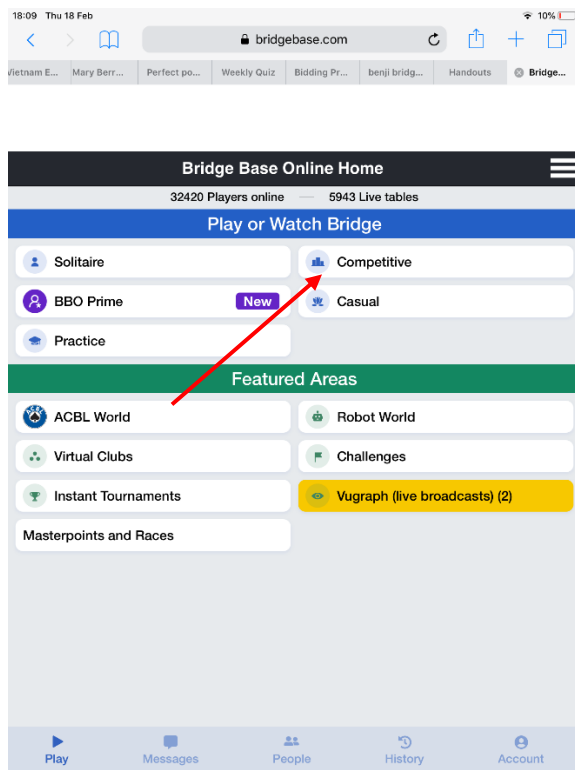 18:09 Thu 18 Feb 10%
bridgebase.com
Vietnam E... Mary Berr... Perfect po... Weekly Quiz Bidding Pr... benji bridg... Handouts Bridge...
Bridge Base Online Home
32420 Players online — 5943 Live tables
Play or Watch Bridge
Solitaire Competitive
BBO Prime New Casual
Practice
Featured Areas
ACBL World Robot World
Virtual Clubs Challenges
Instant Tournaments Vugraph (live broadcasts) (2)
Masterpoints and Races
Play Messages People History Account